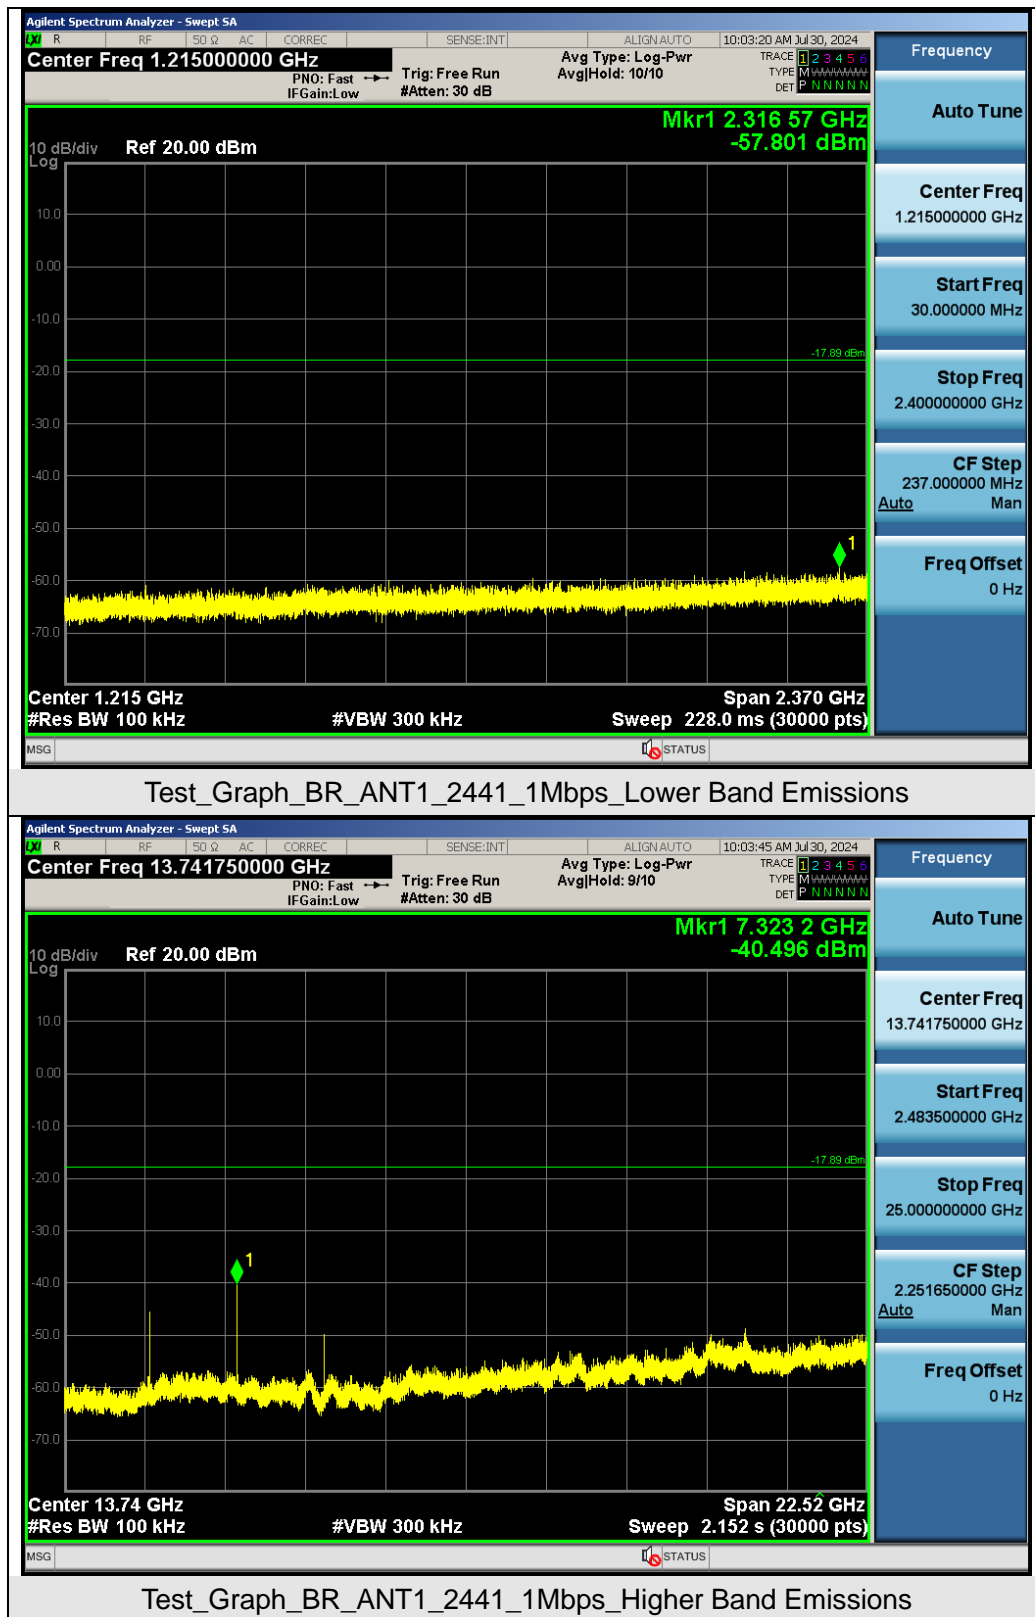 Agilent Spectrum Analyzer - Swept SA
LXI R RF 50 Ω AC CORREC SENSE:INT ALIGN AUTO 10:03:20 AM Jul 30, 2024
Center Freq 1.215000000 GHz
PNO: Fast
IFGain:Low
Trig: Free Run
#Atten: 30 dB
Avg Type: Log-Pwr
Avg|Hold: 10/10
TRACE 1 2 3 4 5 6
TYPE M
DET P N N N N N
Mkr1 2.316 57 GHz
-57.801 dBm
10 dB/div Ref 20.00 dBm
Log
10.0
0.00
-10.0
-17.89 dBm
-20.0
-30.0
-40.0
-50.0
1
-60.0
-70.0
Center 1.215 GHz Span 2.370 GHz
#Res BW 100 kHz #VBW 300 kHz Sweep 228.0 ms (30000 pts)
MSG STATUS
Frequency
Auto Tune
Center Freq
1.215000000 GHz
Start Freq
30.000000 MHz
Stop Freq
2.400000000 GHz
CF Step
237.000000 MHz
Auto Man
Freq Offset
0 Hz
Test_Graph_BR_ANT1_2441_1Mbps_Lower Band Emissions
Agilent Spectrum Analyzer - Swept SA
LXI R RF 50 Ω AC CORREC SENSE:INT ALIGN AUTO 10:03:45 AM Jul 30, 2024
Center Freq 13.741750000 GHz
PNO: Fast
IFGain:Low
Trig: Free Run
#Atten: 30 dB
Avg Type: Log-Pwr
Avg|Hold: 9/10
TRACE 1 2 3 4 5 6
TYPE M
DET P N N N N N
Mkr1 7.323 2 GHz
-40.496 dBm
10 dB/div Ref 20.00 dBm
Log
10.0
0.00
-10.0
-17.89 dBm
-20.0
-30.0
1
-40.0
-50.0
-60.0
-70.0
Center 13.74 GHz Span 22.52 GHz
#Res BW 100 kHz #VBW 300 kHz Sweep 2.152 s (30000 pts)
MSG STATUS
Frequency
Auto Tune
Center Freq
13.741750000 GHz
Start Freq
2.483500000 GHz
Stop Freq
25.000000000 GHz
CF Step
2.251650000 GHz
Auto Man
Freq Offset
0 Hz
Test_Graph_BR_ANT1_2441_1Mbps_Higher Band Emissions